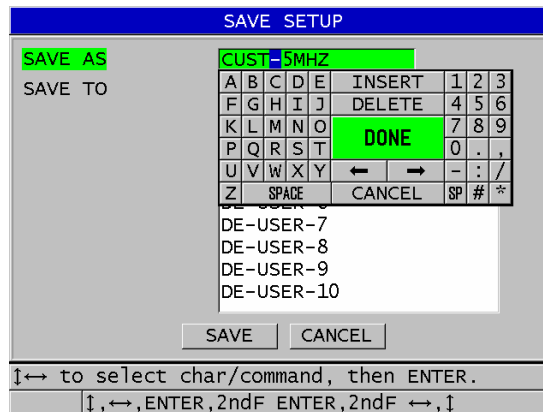 SAVE SETUP
SAVE AS CUST-5MHZ
SAVE TO
A B C D E INSERT 1 2 3
F G H I J DELETE 4 5 6
K L M N O DONE 7 8 9
P Q R S T 0 . ,
U V W X Y ← → - : /
Z SPACE CANCEL SP # *
DE-USER-7
DE-USER-8
DE-USER-9
DE-USER-10
SAVE CANCEL
↕↔ to select char/command, then ENTER.
↕,↔,ENTER,2ndF ENTER,2ndF ↔,↕